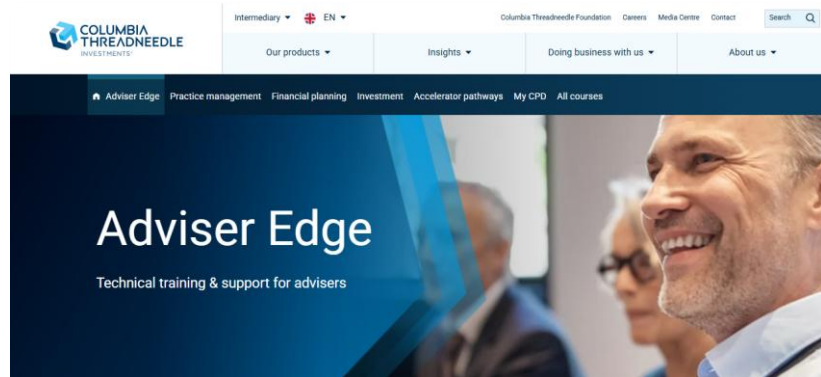 COLUMBIA
THREADNEEDLE
INVESTMENTS
Intermediary EN
Columbia Threadneedle Foundation Careers Media Centre Contact Search
Our products Insights Doing business with us About us
Adviser Edge Practice management Financial planning Investment Accelerator pathways My CPD All courses
Adviser Edge
Technical training & support for advisers